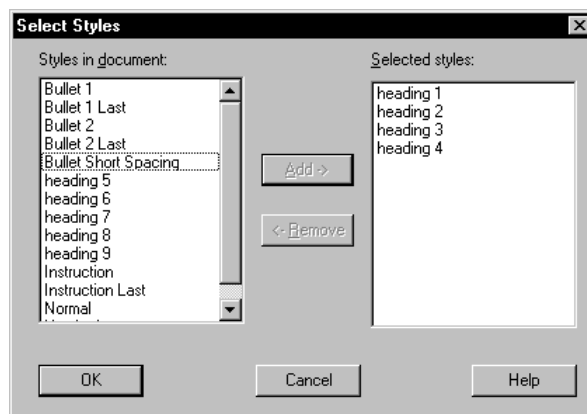 Select Styles
Styles in document:
Bullet 1
Bullet 1 Last
Bullet 2
Bullet 2 Last
Bullet Short Spacing
heading 5
heading 6
heading 7
heading 8
heading 9
Instruction
Instruction Last
Normal
Add ->
<- Remove
Selected styles:
heading 1
heading 2
heading 3
heading 4
OK
Cancel
Help